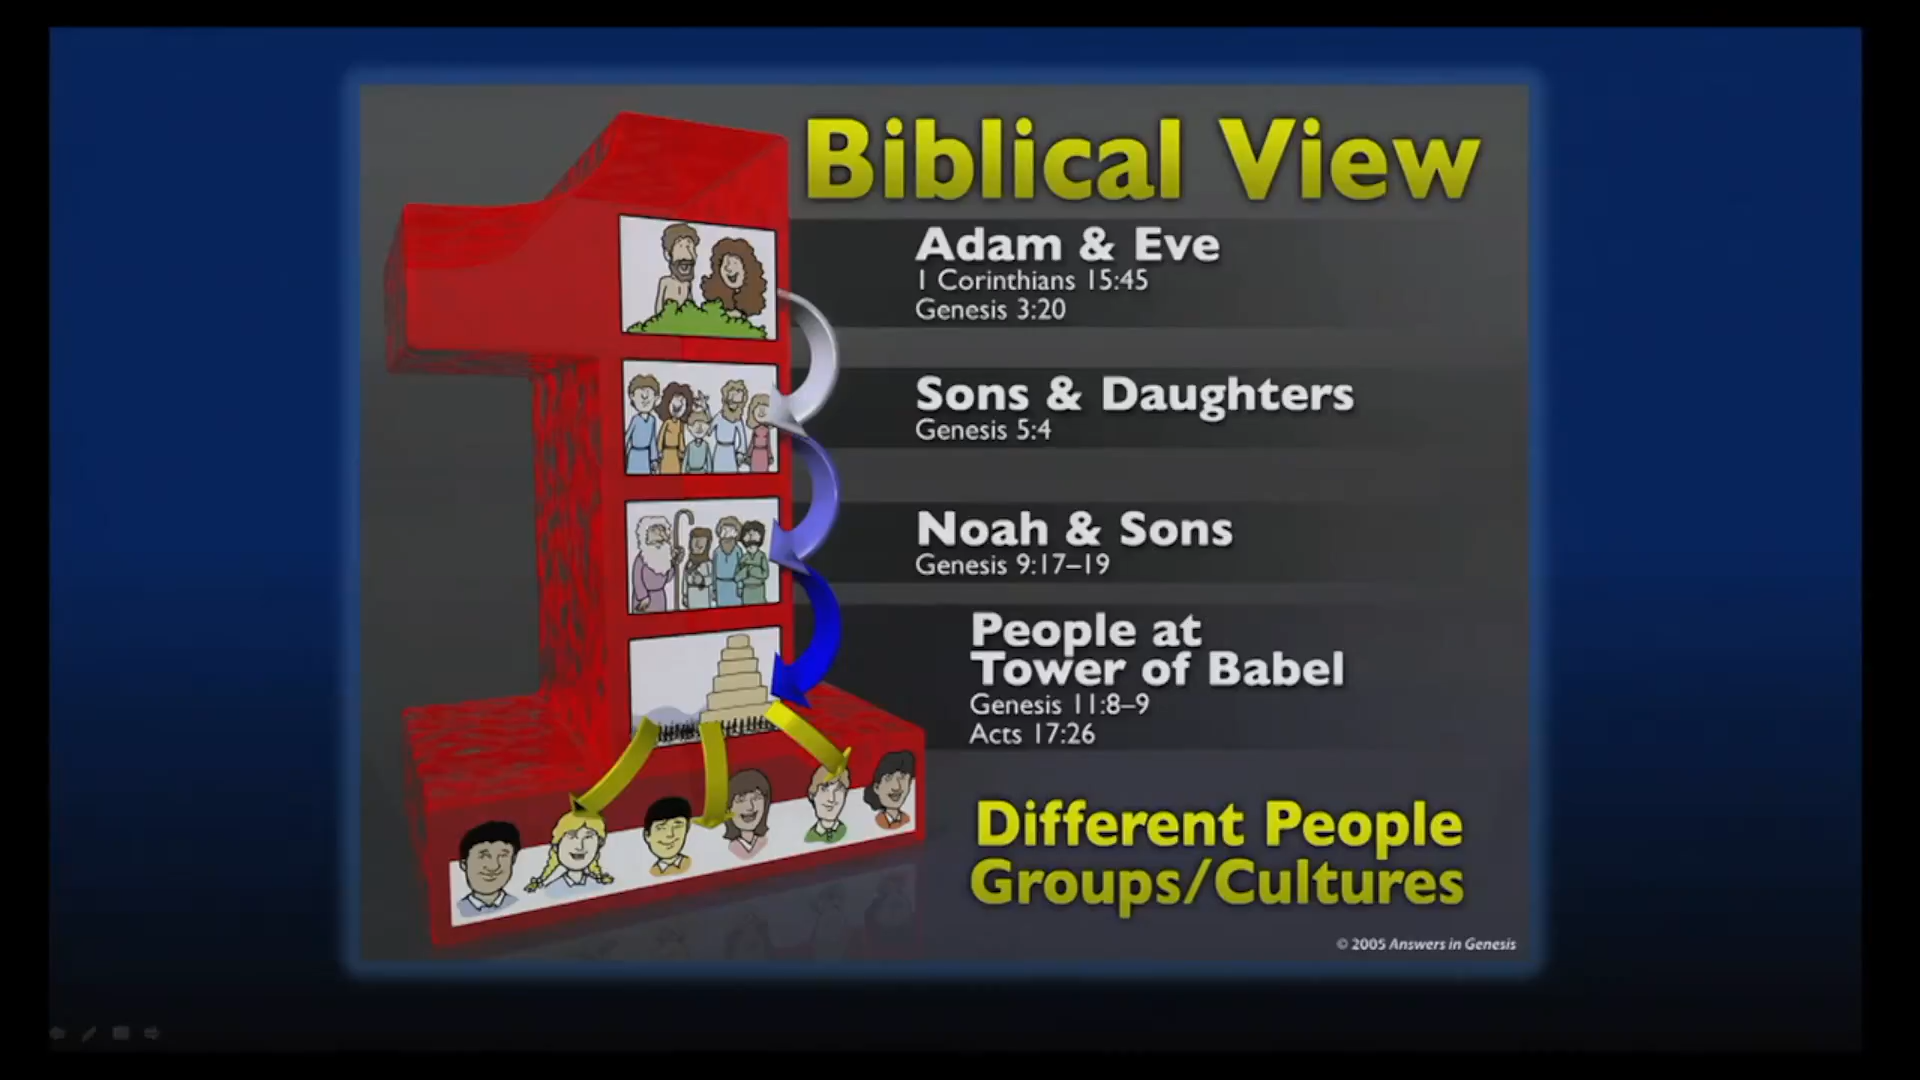 Biblical View
Adam & Eve
1 Corinthians 15:45
Genesis 3:20
Sons & Daughters
Genesis 5:4
Noah & Sons
Genesis 9:17–19
People at
Tower of Babel
Genesis 11:8–9
Acts 17:26
Different People
Groups/Cultures
© 2005 Answers in Genesis